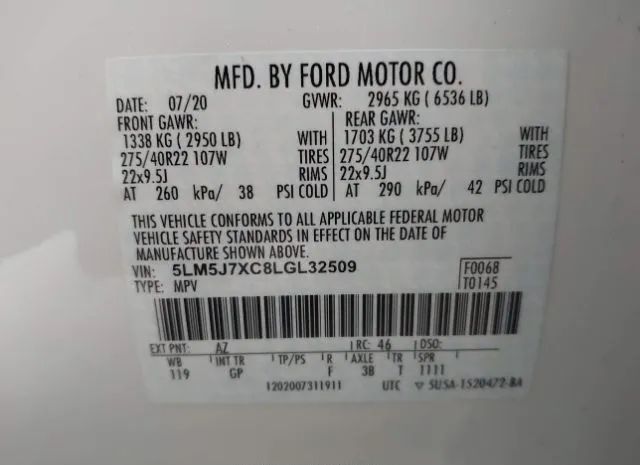 MFD. BY FORD MOTOR CO.
DATE: 07/20 GVWR: 2965 KG ( 6536 LB)
FRONT GAWR: REAR GAWR:
1338 KG ( 2950 LB) WITH 1703 KG ( 3755 LB) WITH
275/40R22 107W TIRES 275/40R22 107W TIRES
22x9.5J RIMS 22x9.5J RIMS
AT 260 kPa/ 38 PSI COLD AT 290 kPa/ 42 PSI COLD
THIS VEHICLE CONFORMS TO ALL APPLICABLE FEDERAL MOTOR
VEHICLE SAFETY STANDARDS IN EFFECT ON THE DATE OF
MANUFACTURE SHOWN ABOVE.
VIN: 5LM5J7XC8LGL32509 F0068
TYPE: MPV T0145
EXT PNT: AZ RC: 46 DSO:
WB INT TR TP/PS R AXLE TR SPR
119 GP F 3B T 1111
1202007311911 UTC 5USA-1520472-BA